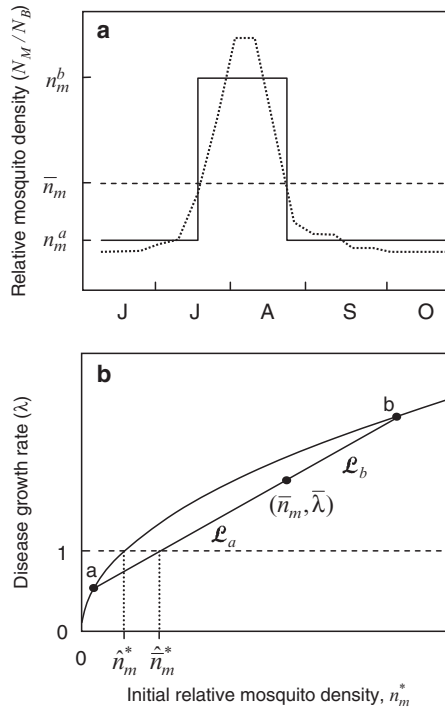 a
Relative mosquito density (N_M / N_B)
n_m^b
n̄_m
n_m^a
J J A S O
b
Disease growth rate (λ)
b
𝓛_b
(n̄_m, λ̄)
𝓛_a
1
a
0
0 n̂_m^* n̄̂_m^*
Initial relative mosquito density, n_m^*